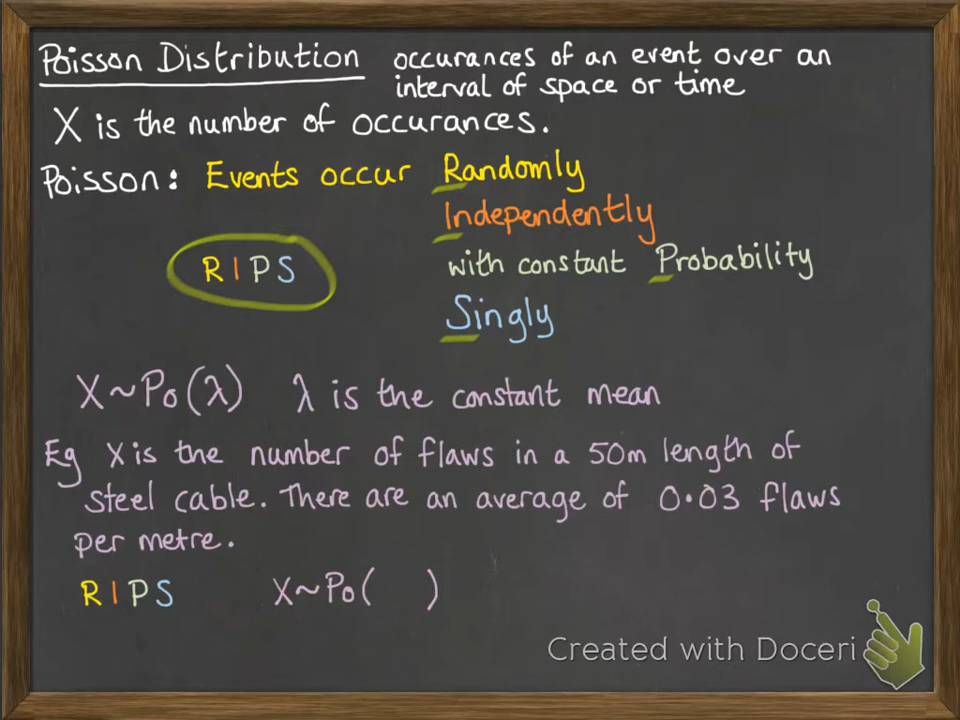 Poisson Distribution occurances of an event over an
interval of space or time
X is the number of occurances.
Poisson: Events occur Randomly
Independently
RIPS with constant Probability
Singly
X~Po(λ) λ is the constant mean
Eg X is the number of flaws in a 50m length of
steel cable. There are an average of 0.03 flaws
per metre.
RIPS X~Po( )
Created with Doceri